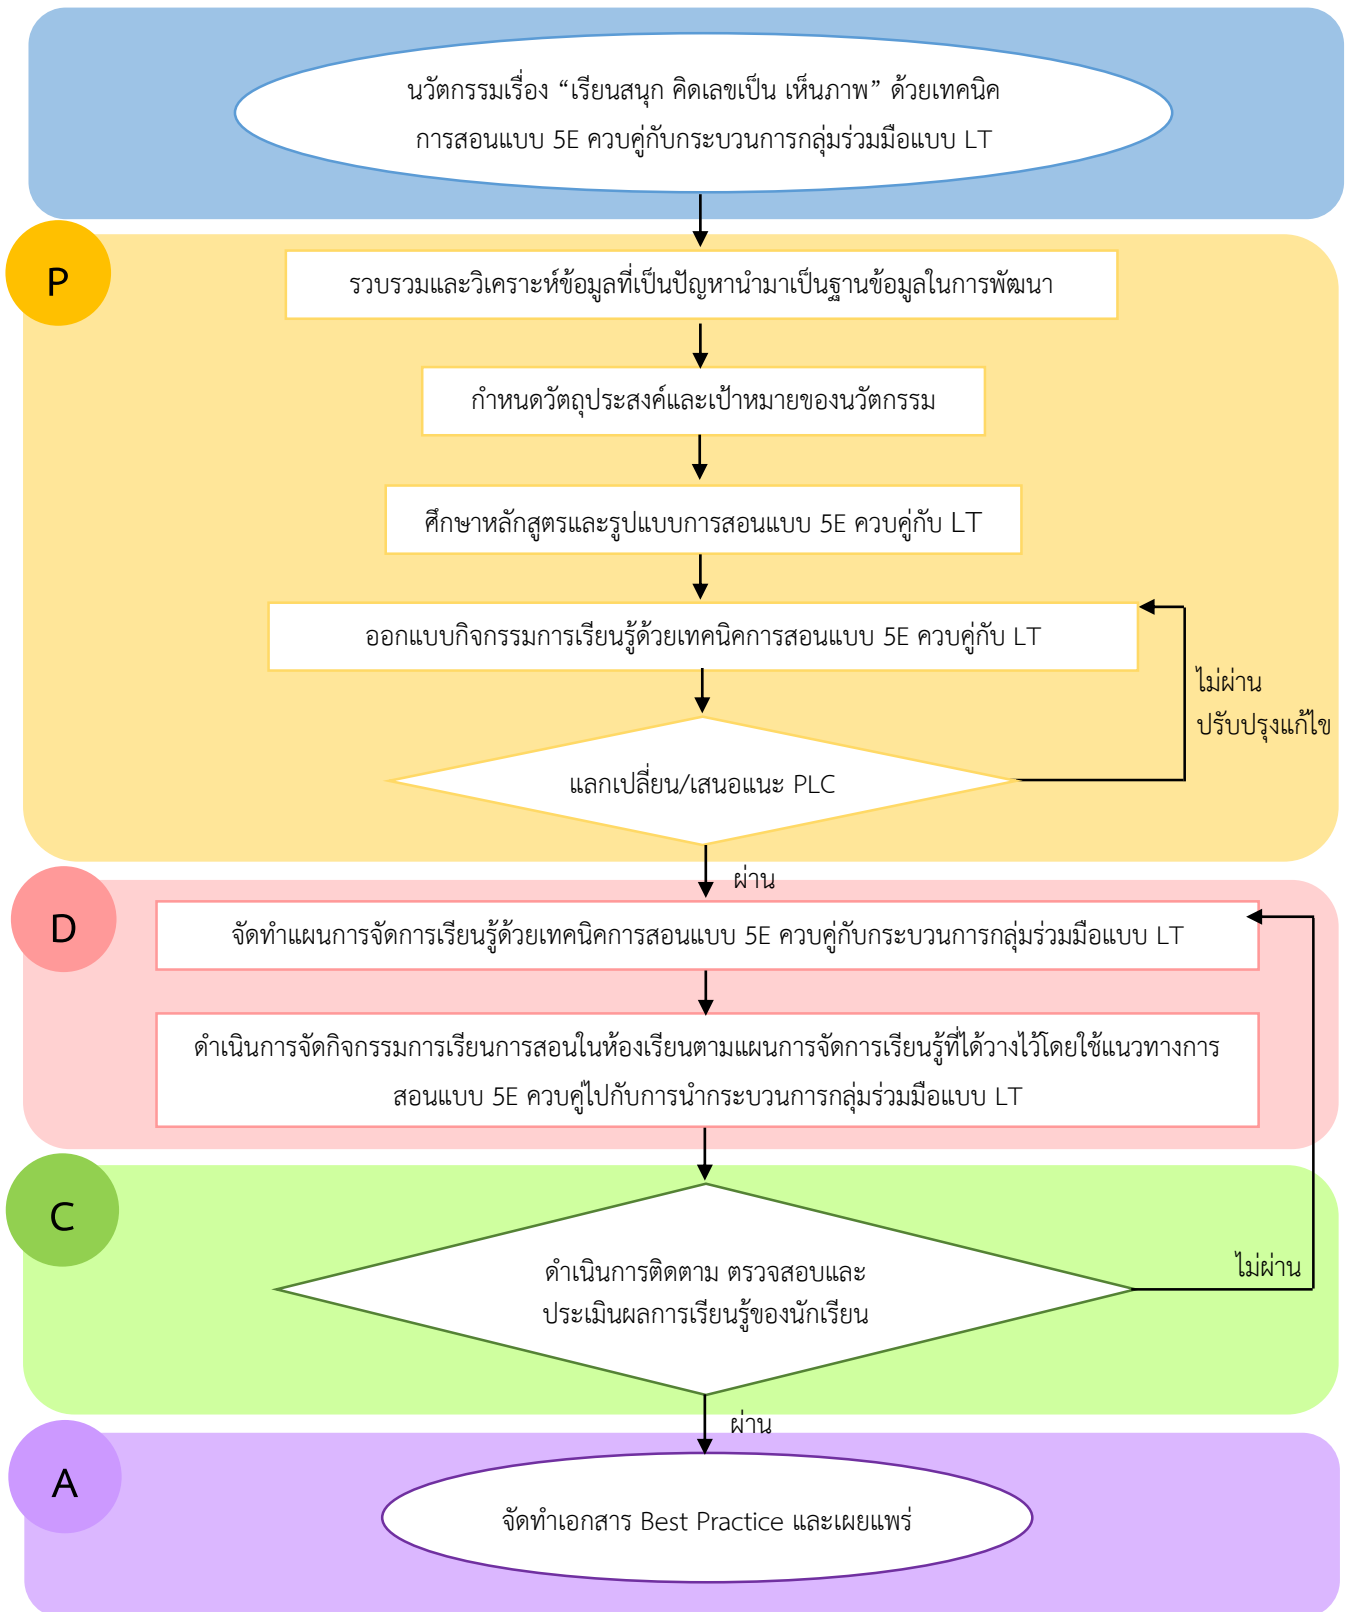 นวัตกรรมเรื่อง “เรียนสนุก คิดเลขเป็น เห็นภาพ” ด้วยเทคนิค
การสอนแบบ 5E ควบคู่กับกระบวนการกลุ่มร่วมมือแบบ LT
P
รวบรวมและวิเคราะห์ข้อมูลที่เป็นปัญหานำมาเป็นฐานข้อมูลในการพัฒนา
กำหนดวัตถุประสงค์และเป้าหมายของนวัตกรรม
ศึกษาหลักสูตรและรูปแบบการสอนแบบ 5E ควบคู่กับ LT
ออกแบบกิจกรรมการเรียนรู้ด้วยเทคนิคการสอนแบบ 5E ควบคู่กับ LT
ไม่ผ่าน
ปรับปรุงแก้ไข
แลกเปลี่ยน/เสนอแนะ PLC
ผ่าน
D
จัดทำแผนการจัดการเรียนรู้ด้วยเทคนิคการสอนแบบ 5E ควบคู่กับกระบวนการกลุ่มร่วมมือแบบ LT
ดำเนินการจัดกิจกรรมการเรียนการสอนในห้องเรียนตามแผนการจัดการเรียนรู้ที่ได้วางไว้โดยใช้แนวทางการ
สอนแบบ 5E ควบคู่ไปกับการนำกระบวนการกลุ่มร่วมมือแบบ LT
C
ไม่ผ่าน
ดำเนินการติดตาม ตรวจสอบและ
ประเมินผลการเรียนรู้ของนักเรียน
ผ่าน
A
จัดทำเอกสาร Best Practice และเผยแพร่